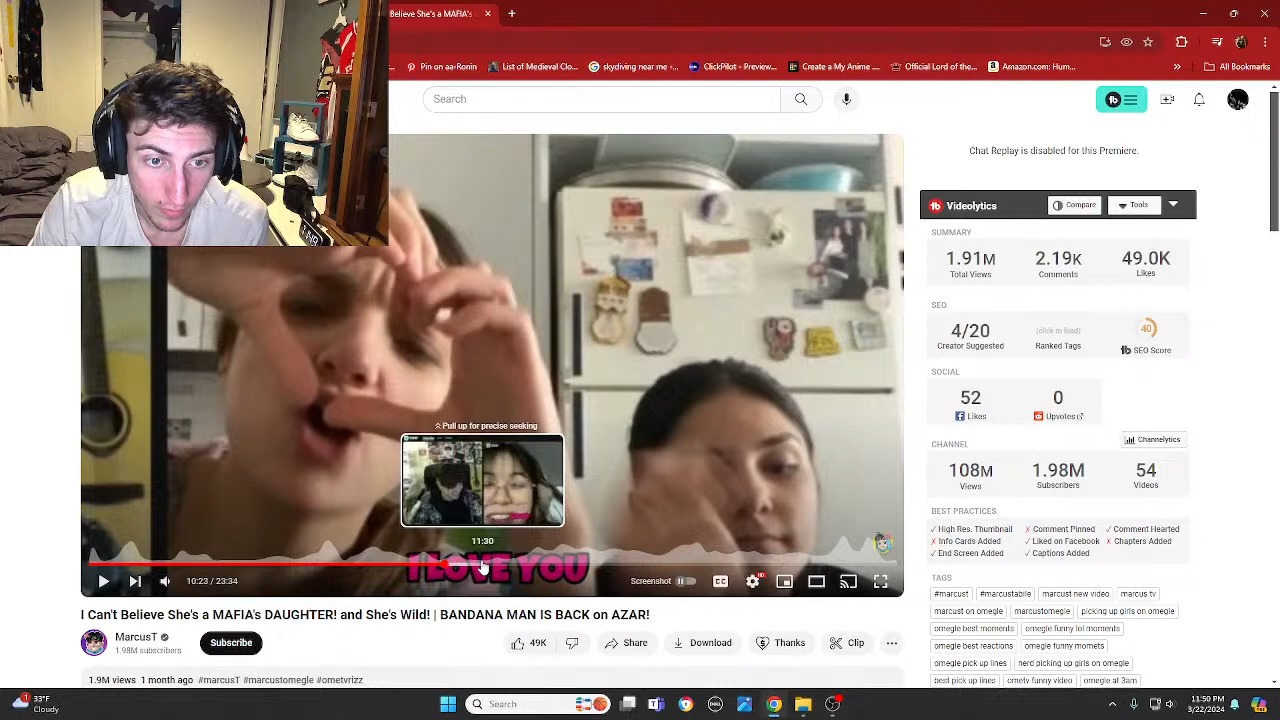 Believe She's a MAFIA's
Pin on aa-Ronin
List of Medieval Clo...
skydiving near me -...
ClickPilot - Preview...
Create a My Anime ...
Official Lord of the...
Amazon.com: Hum...
All Bookmarks
Search
Chat Replay is disabled for this Premiere.
Videolytics
Compare
Tools
SUMMARY
1.91M
2.19K
49.0K
Total Views
Comments
Likes
SEO
4/20
(click to load)
40
Creator Suggested
Ranked Tags
SEO Score
SOCIAL
52
0
Likes
Upvotes
CHANNEL
Channelytics
108M
1.98M
54
Views
Subscribers
Videos
BEST PRACTICES
✓ High Res. Thumbnail
✗ Comment Pinned
✓ Comment Hearted
✗ Info Cards Added
✗ Liked on Facebook
✗ Chapters Added
✓ End Screen Added
✓ Captions Added
TAGS
#marcust
#marcustabile
marcust new video
marcus tv
marcust on omegle
marcustomegle
picking up girls on omegle
omegle best moments
omegle funny lol moments
omegle best reactions
omegle funny momets
omegle pick up lines
nerd picking up girls on omegle
best pick up lines
ometv funny video
omegle at 3am
Pull up for precise seeking
11:30
I LOVE YOU
10:23 / 23:34
Screenshot
CC
HD
I Can't Believe She's a MAFIA's DAUGHTER! and She's Wild! | BANDANA MAN IS BACK on AZAR!
MarcusT
1.98M subscribers
Subscribe
49K
Share
Download
Thanks
Clip
1.9M views 1 month ago #marcusT #marcustomegle #ometvrizz
1
33°F
Cloudy
Search
DELL
11:50 PM
3/22/2024